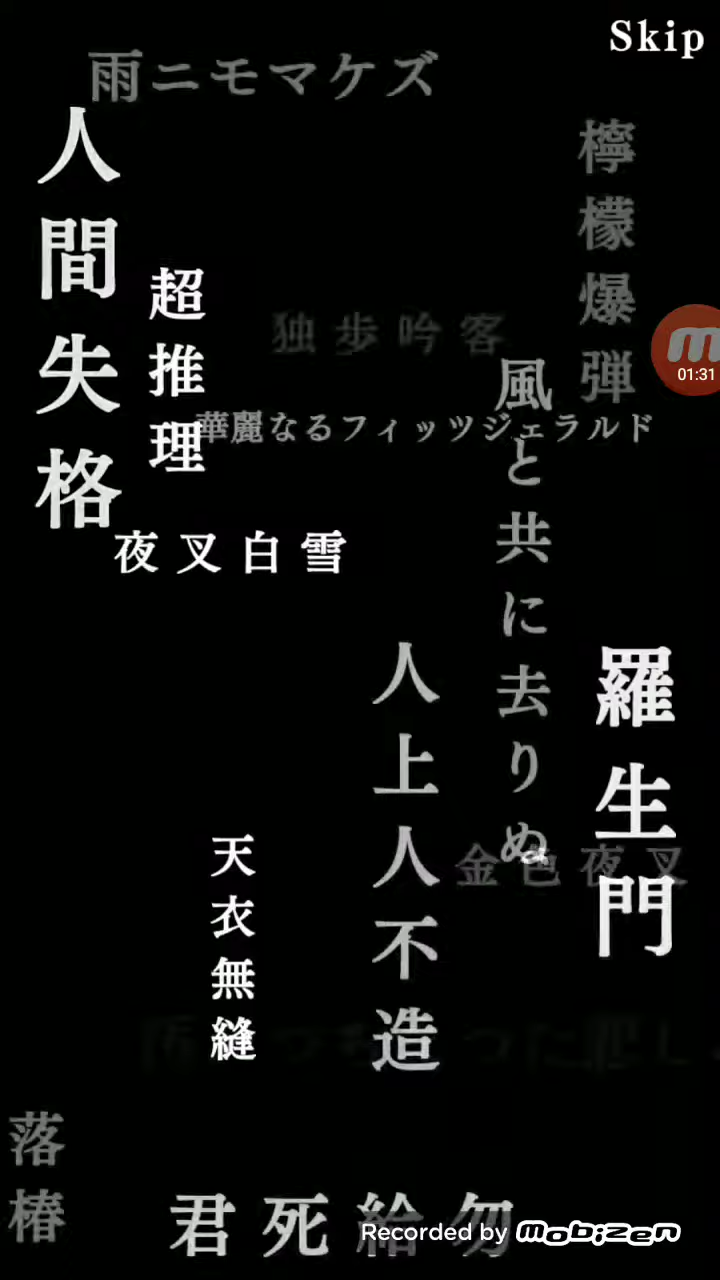 Skip
雨ニモマケズ
人間失格
檸檬爆弾
超推理
独歩吟客
01:31
風と共に去りぬ
華麗なるフィッツジェラルド
夜叉白雪
人上人不造
羅生門
天衣無縫
金色夜叉
落椿
君死給勿
Recorded by mobizen